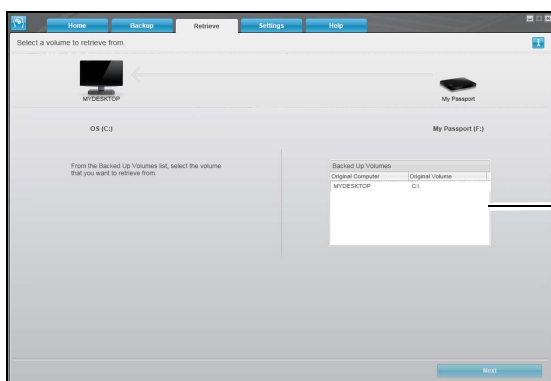 Home Backup Retrieve Settings Help
Select a volume to retrieve from.
MYDESKTOP
My Passport
OS (C:)
My Passport (F:)
From the Backed Up Volumes list, select the volume
that you want to retrieve from.
Backed Up Volumes
Original Computer Original Volume
MYDESKTOP C:\
Next